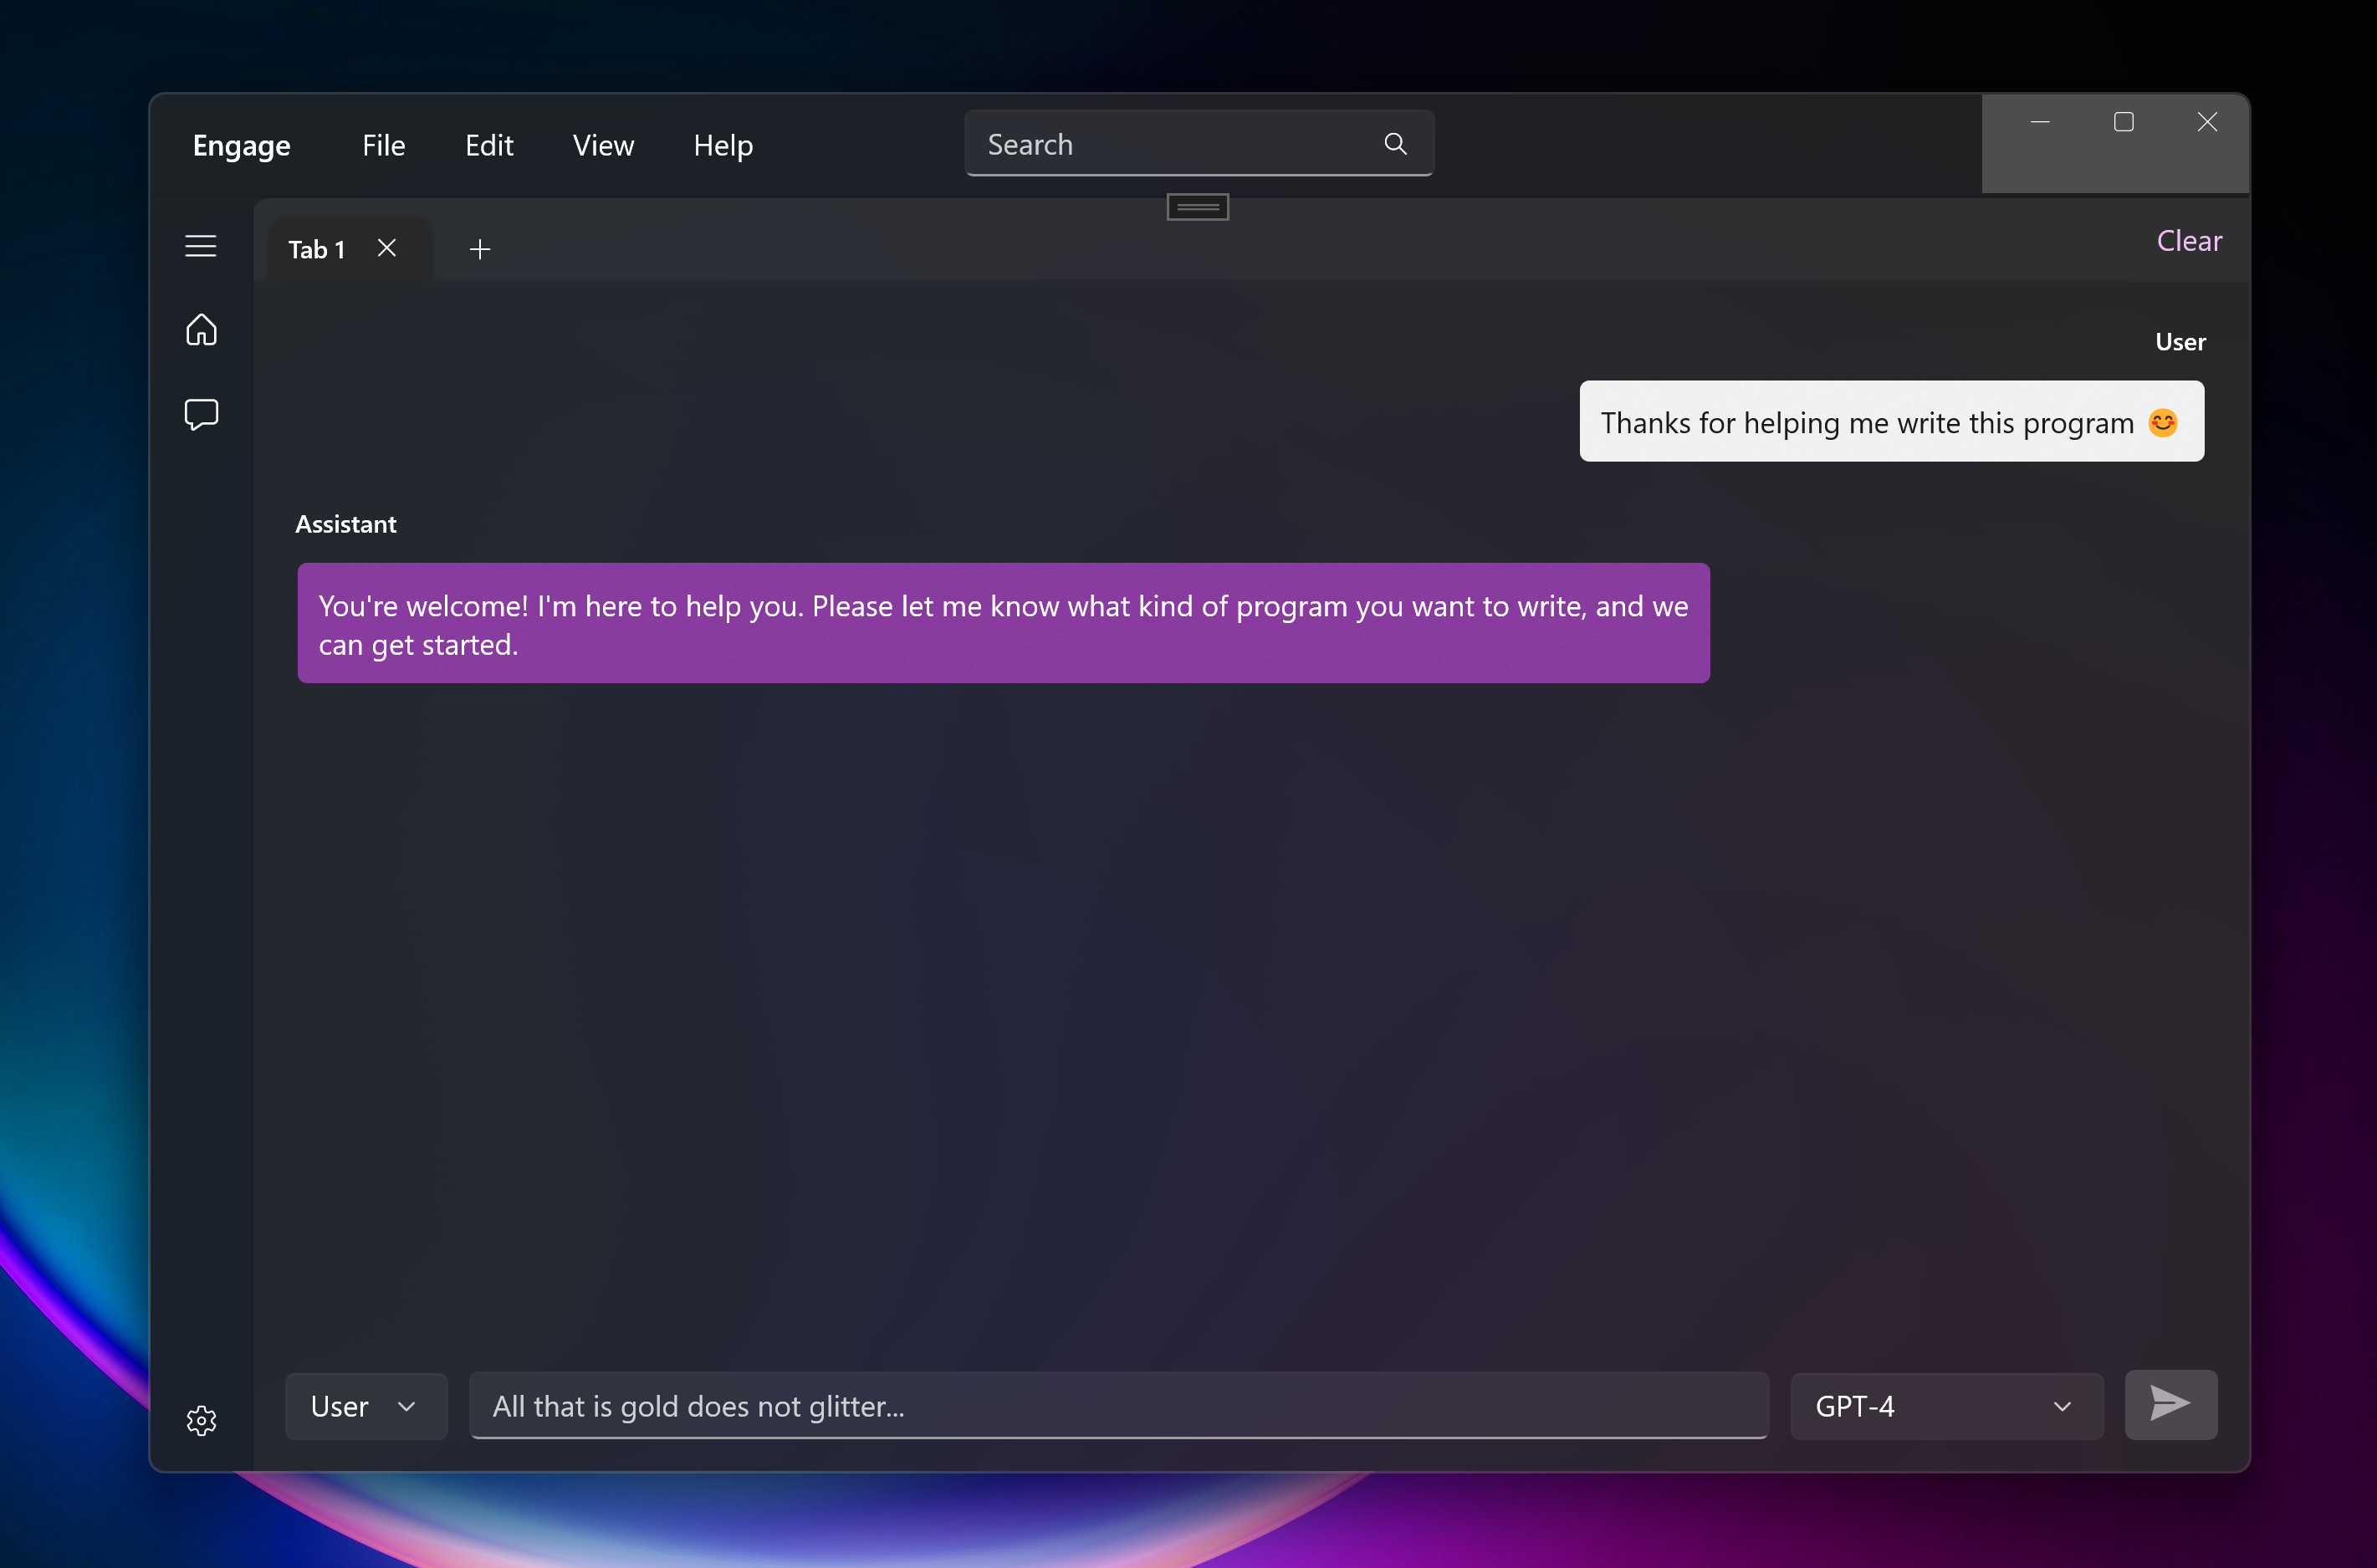 Engage File Edit View Help Search
Tab 1 Clear
User
Thanks for helping me write this program 😊
Assistant
You're welcome! I'm here to help you. Please let me know what kind of program you want to write, and we
can get started.
User All that is gold does not glitter... GPT-4